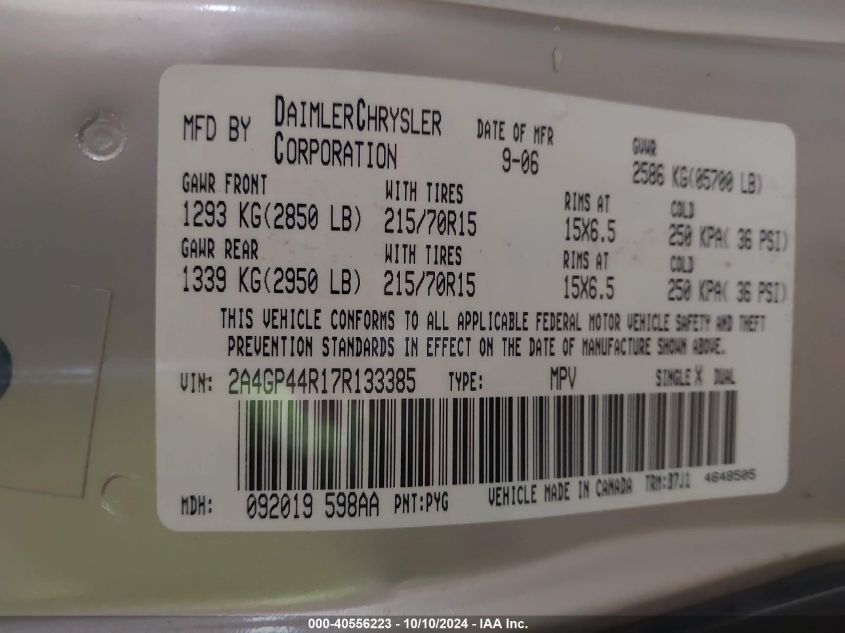 MFD BY DAIMLERCHRYSLER CORPORATION DATE OF MFR 9-06 GVWR 2586 KG(05700 LB)
GAWR FRONT WITH TIRES RIMS AT COLD
1293 KG(2850 LB) 215/70R15 15X6.5 250 KPA( 36 PSI)
GAWR REAR WITH TIRES RIMS AT COLD
1339 KG(2950 LB) 215/70R15 15X6.5 250 KPA( 36 PSI)
THIS VEHICLE CONFORMS TO ALL APPLICABLE FEDERAL MOTOR VEHICLE SAFETY AND THEFT
PREVENTION STANDARDS IN EFFECT ON THE DATE OF MANUFACTURE SHOWN ABOVE.
VIN: 2A4GP44R17R133385 TYPE: MPV SINGLE X DUAL
MDH: 092019 598AA PNT:PYG VEHICLE MADE IN CANADA TRM:B7J1 4648505
000-40556223 - 10/10/2024 - IAA Inc.